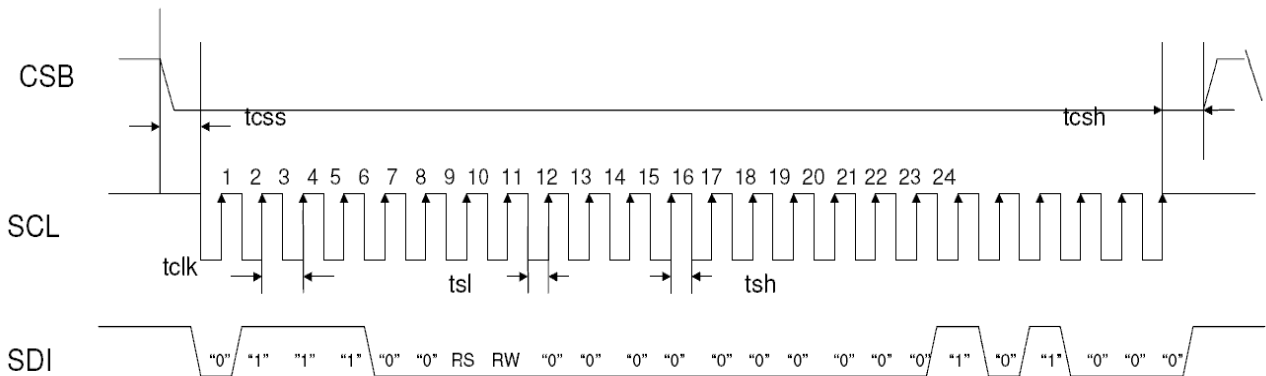 CSB
tcss
tcsh
1 2 3 4 5 6 7 8 9 10 11 12 13 14 15 16 17 18 19 20 21 22 23 24
SCL
tclk
tsl
tsh
SDI
“0” “1” ”1” “1” “0” “0” RS RW “0” “0” “0” “0” “0” “0” “0” “0” “0” “0” “1” “0” “1” “0” “0” “0”